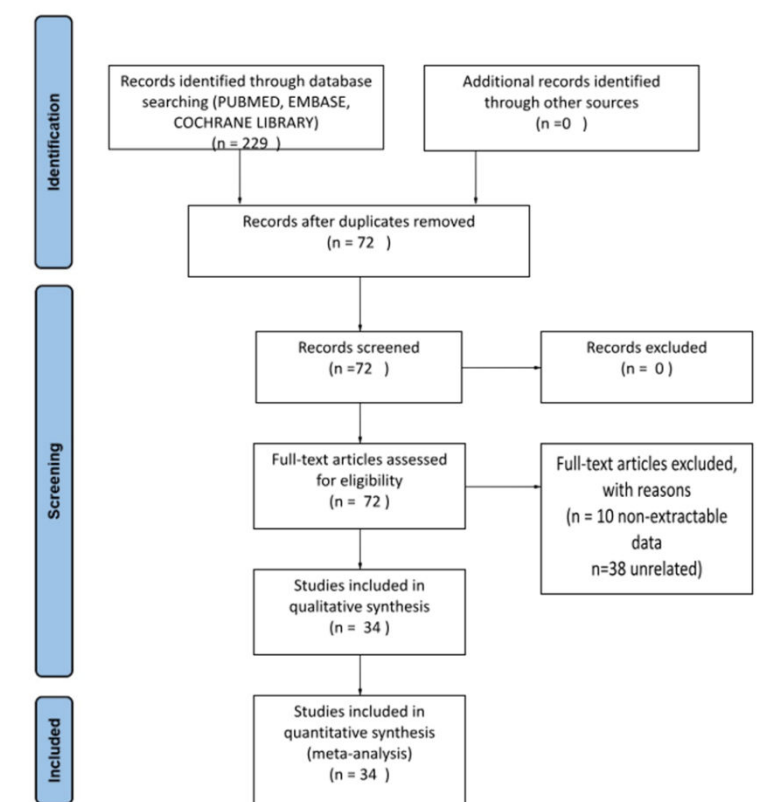 Identification
Records identified through database
searching (PUBMED, EMBASE,
COCHRANE LIBRARY)
(n = 229 )
Additional records identified
through other sources
(n =0 )
Records after duplicates removed
(n = 72 )
Screening
Records screened
(n =72 )
Records excluded
(n = 0 )
Full-text articles assessed
for eligibility
(n = 72 )
Full-text articles excluded,
with reasons
(n = 10 non-extractable
data
n=38 unrelated)
Studies included in
qualitative synthesis
(n = 34 )
Included
Studies included in
quantitative synthesis
(meta-analysis)
(n = 34 )